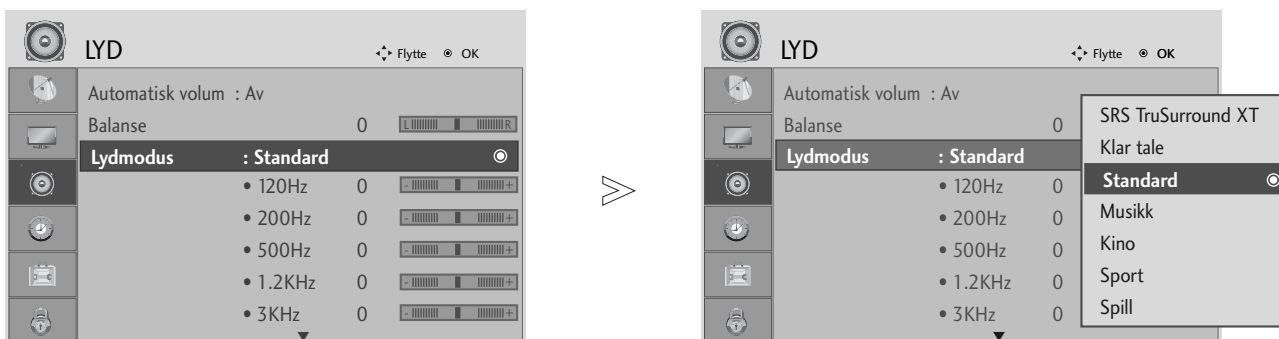 LYD
Flytte OK
Automatisk volum : Av
Balanse 0 L R
Lydmodus : Standard
• 120Hz 0 - +
• 200Hz 0 - +
• 500Hz 0 - +
• 1.2KHz 0 - +
• 3KHz 0 - +
LYD
Flytte OK
Automatisk volum : Av
Balanse 0
Lydmodus : Standard
• 120Hz 0
• 200Hz 0
• 500Hz 0
• 1.2KHz 0
• 3KHz 0
SRS TruSurround XT
Klar tale
Standard
Musikk
Kino
Sport
Spill